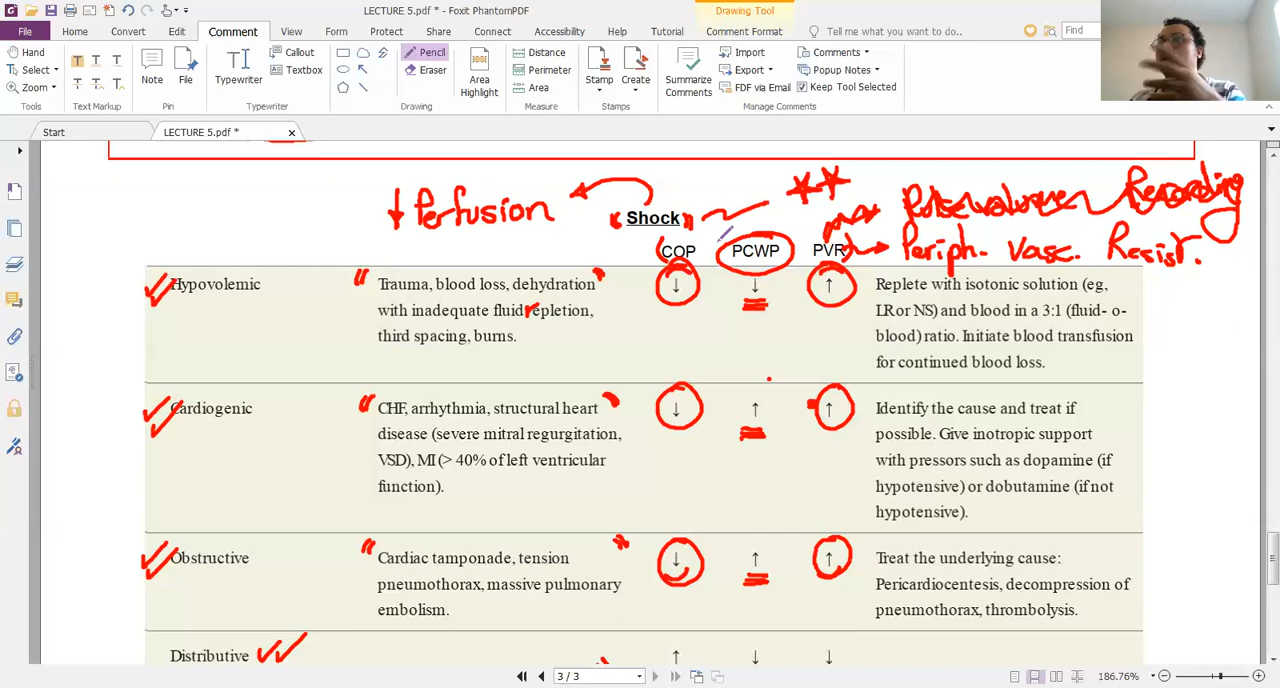 LECTURE 5.pdf * - Foxit PhantomPDF
Drawing Tool
File Home Convert Edit Comment View Form Protect Share Connect Accessibility Help Tutorial Comment Format Tell me what you want to do.. Find
Hand
Select
Zoom
Tools
Text Markup
Note
File
Pin
Typewriter
Callout
Textbox
Typewriter
Pencil
Eraser
Drawing
Area Highlight
Distance
Perimeter
Area
Measure
Stamp
Create
Stamps
Summarize Comments
Import
Export
FDF via Email
Comments
Popup Notes
Keep Tool Selected
Manage Comments
Start
LECTURE 5.pdf *
↓ Perfusion
Shock
Recording
Periph. Vasc. Resist.
COP PCWP PVR
Hypovolemic
Trauma, blood loss, dehydration
with inadequate fluid repletion,
third spacing, burns.
↓ ↓ ↑
Replete with isotonic solution (eg,
LRor NS) and blood in a 3:1 (fluid- o-
blood) ratio. Initiate blood transfusion
for continued blood loss.
Cardiogenic
CHF, arrhythmia, structural heart
disease (severe mitral regurgitation,
VSD), MI (> 40% of left ventricular
function).
↓ ↑ ↑
Identify the cause and treat if
possible. Give inotropic support
with pressors such as dopamine (if
hypotensive) or dobutamine (if not
hypotensive).
Obstructive
Cardiac tamponade, tension
pneumothorax, massive pulmonary
embolism.
↓ ↑ ↑
Treat the underlying cause:
Pericardiocentesis, decompression of
pneumothorax, thrombolysis.
Distributive
↑ ↓ ↓
3 / 3
186.76%